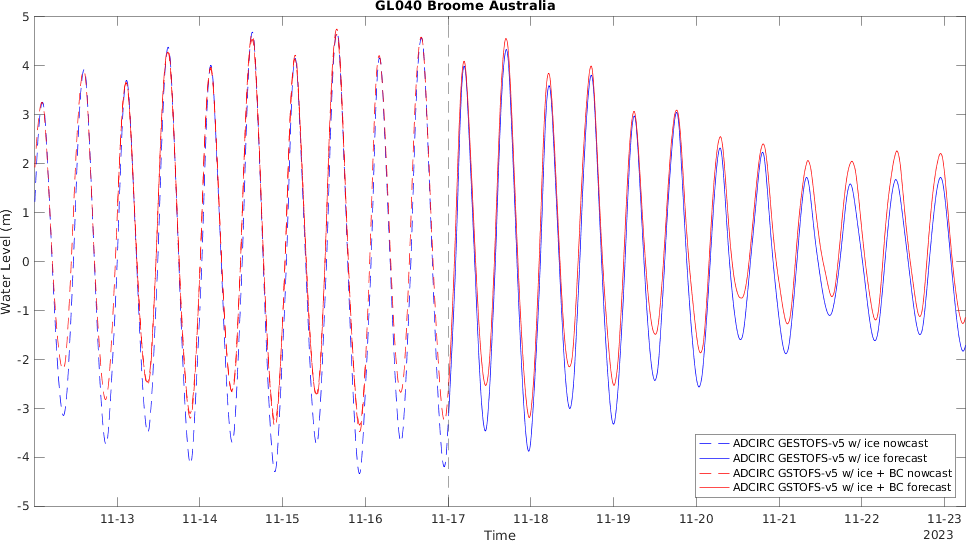 GL040 Broome Australia
5
4
3
2
1
0
-1
-2
-3
-4
-5
Water Level (m)
ADCIRC GESTOFS-v5 w/ ice nowcast
ADCIRC GESTOFS-v5 w/ ice forecast
ADCIRC GSTOFS-v5 w/ ice + BC nowcast
ADCIRC GSTOFS-v5 w/ ice + BC forecast
11-13 11-14 11-15 11-16 11-17 11-18 11-19 11-20 11-21 11-22 11-23
Time
2023